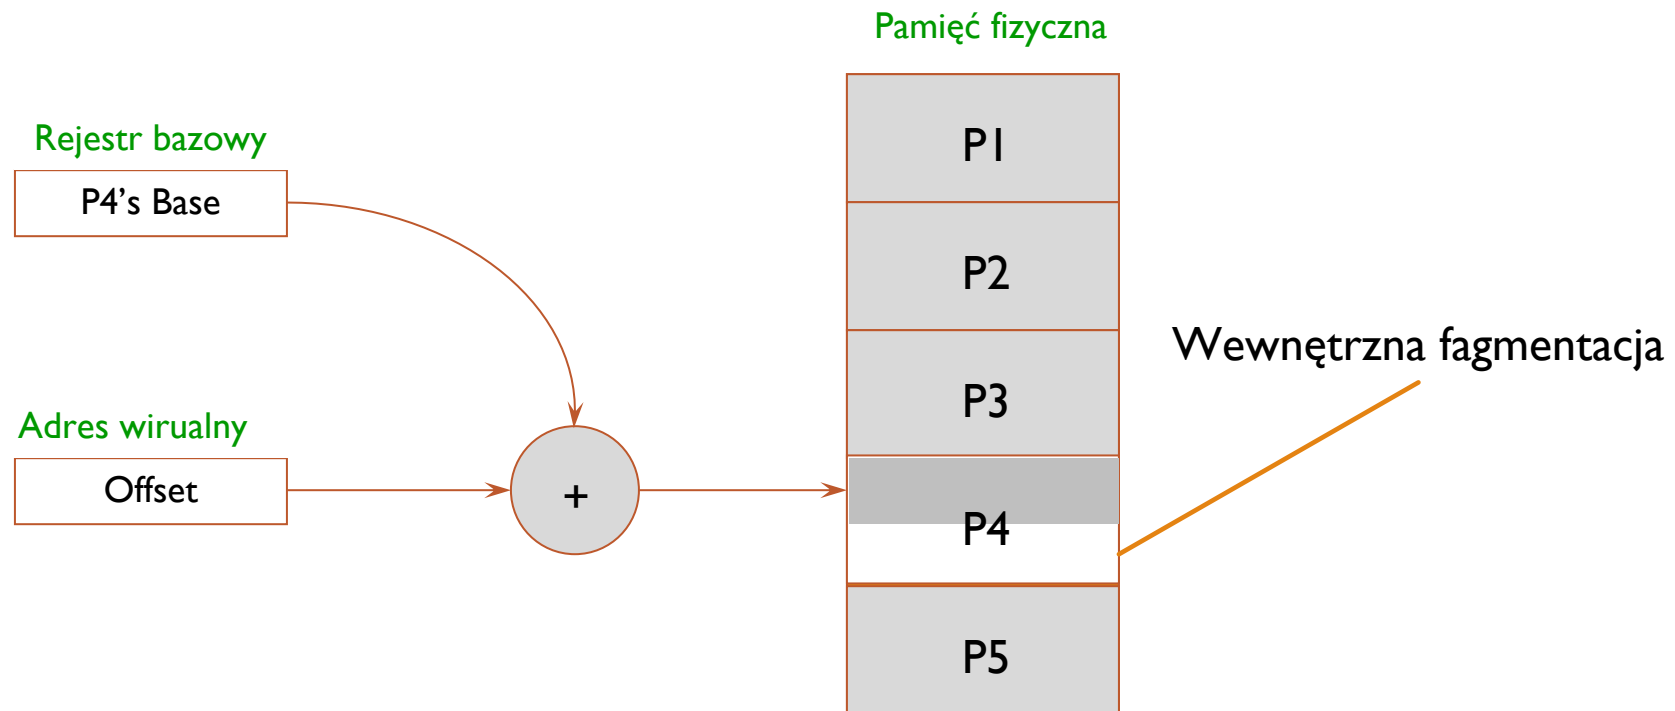 Pamięć fizyczna
Rejestr bazowy
P4's Base
Adres wirualny
Offset
+
P1
P2
P3
P4
P5
Wewnętrzna fagmentacja